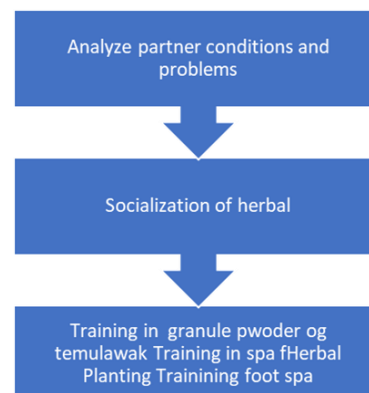 Analyze partner conditions and
problems
Socialization of herbal
Training in granule pwoder og
temulawak Training in spa fHerbal
Planting Trainining foot spa